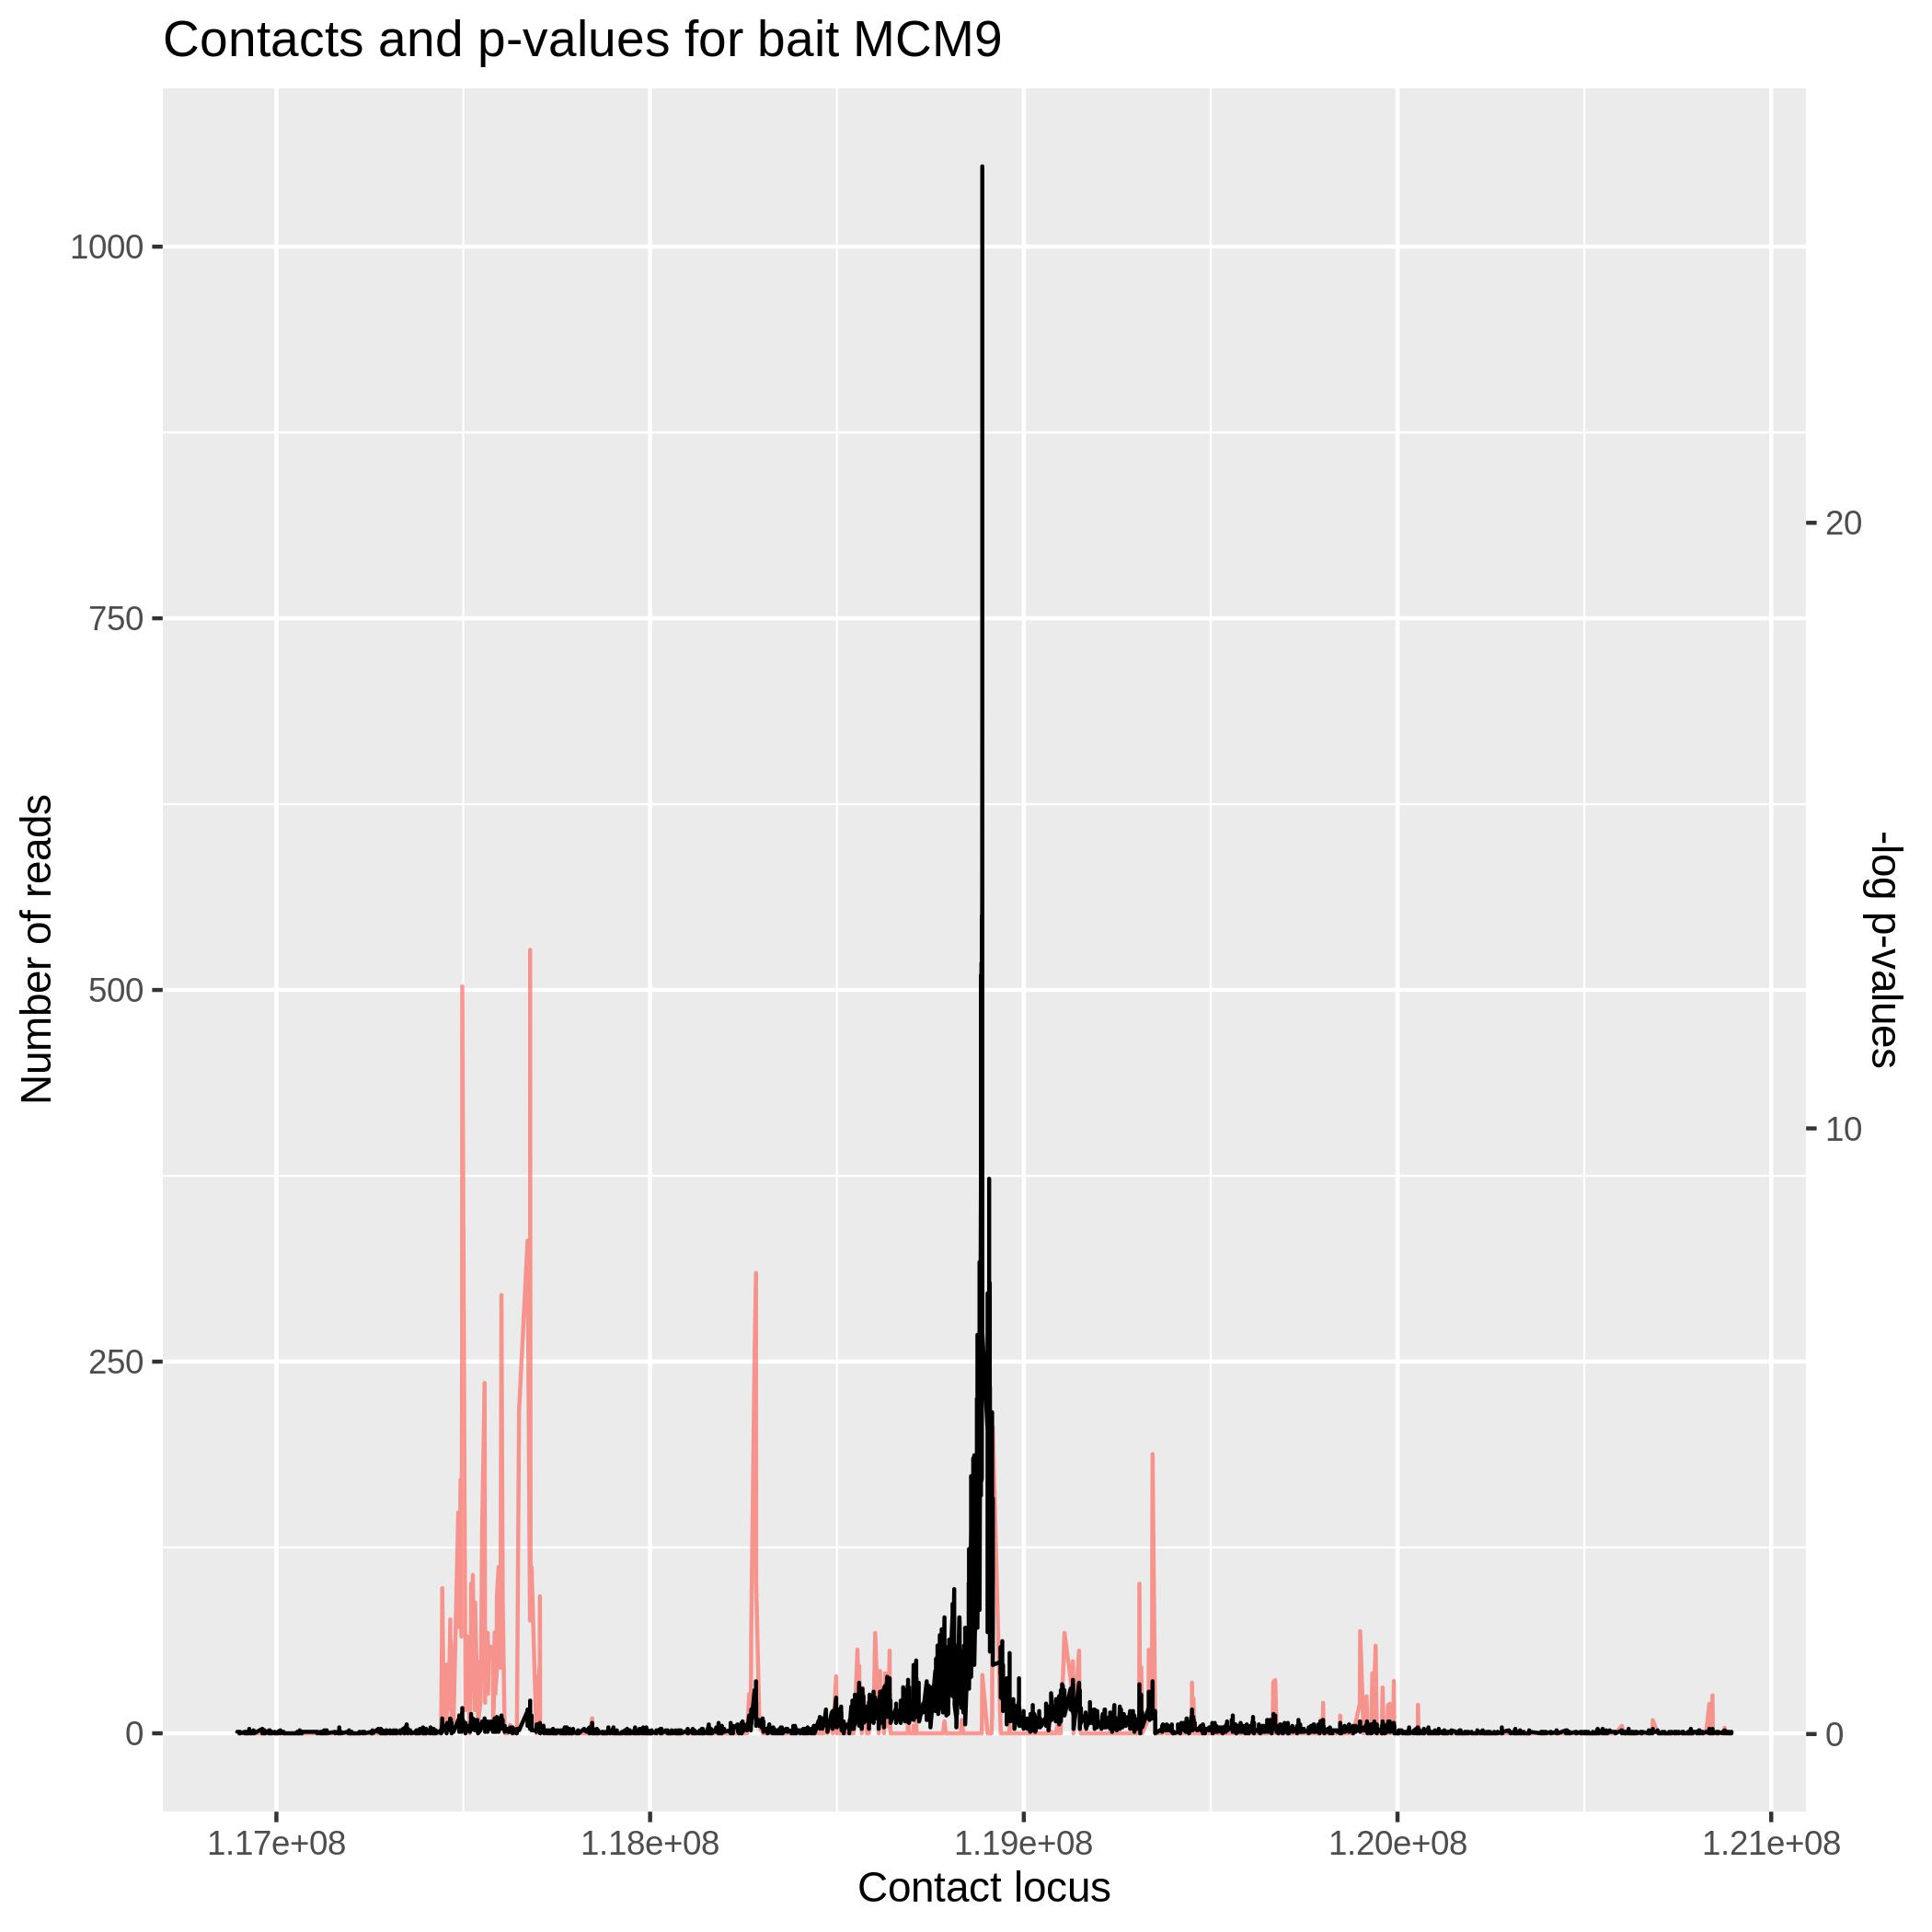 Contacts and p-values for bait MCM9
1000
750
500
250
0
Number of reads
20
10
0
-log p-values
1.17e+08
1.18e+08
1.19e+08
1.20e+08
1.21e+08
Contact locus